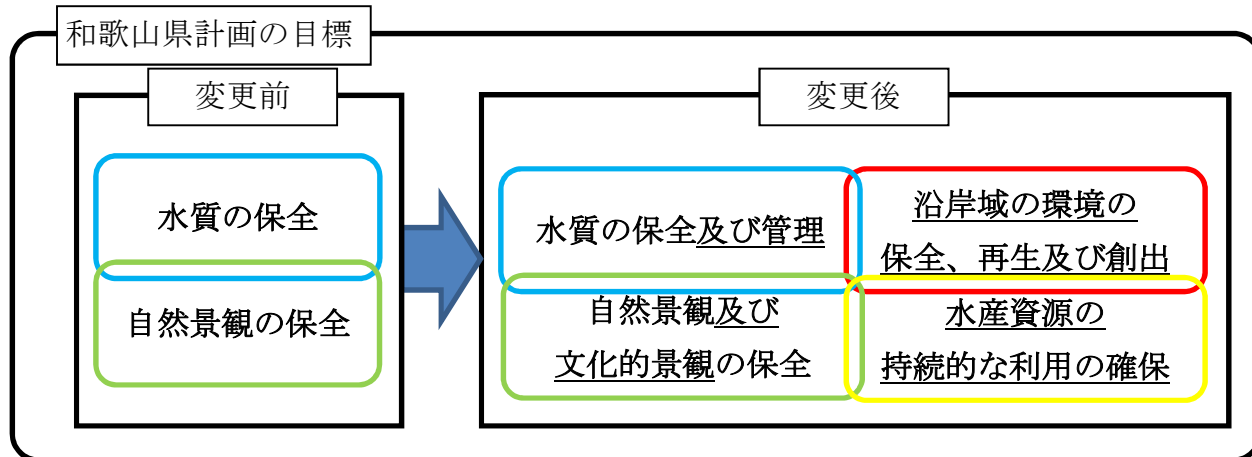 和歌山県計画の目標
変更前
水質の保全
自然景観の保全
変更後
水質の保全及び管理
沿岸域の環境の
保全、再生及び創出
自然景観及び
文化的景観の保全
水産資源の
持続的な利用の確保